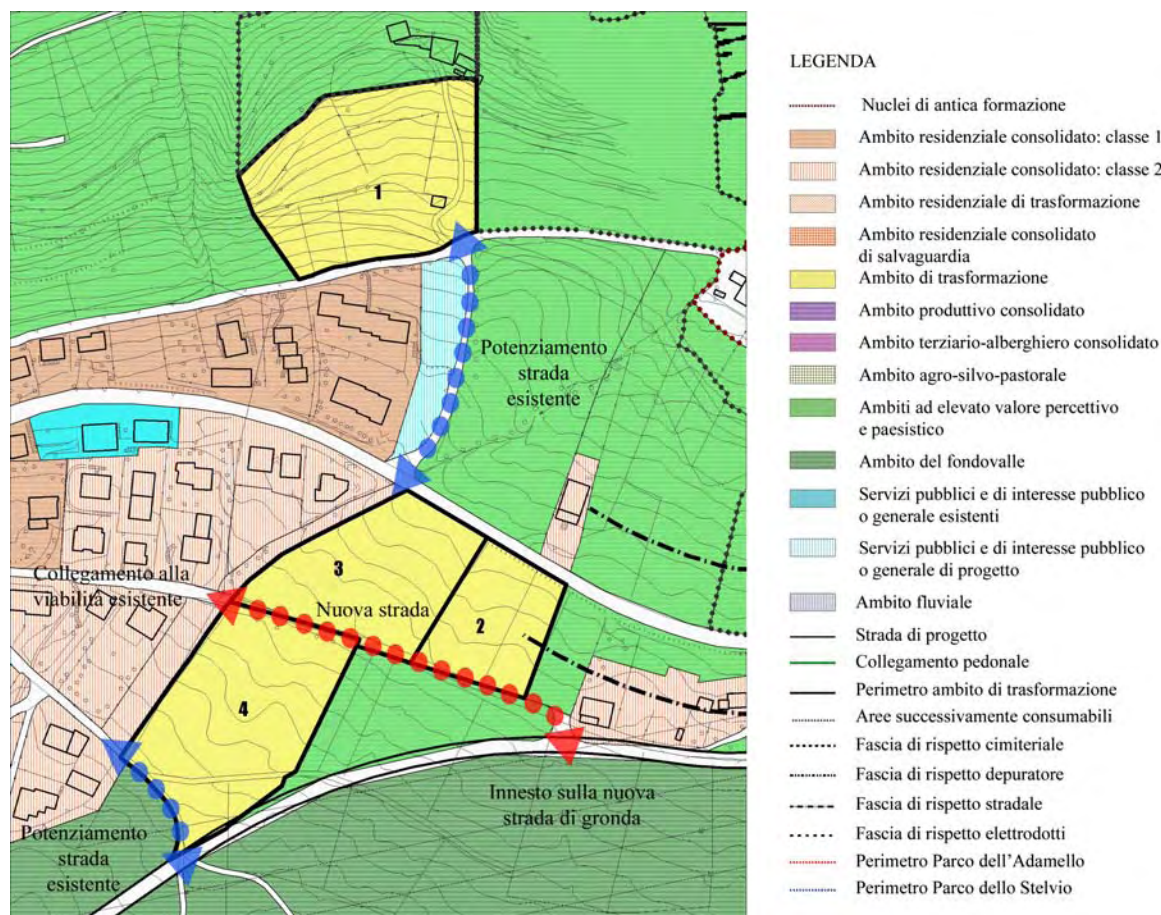 1
Potenziamento
strada
esistente
3
Collegamento alla
viabilità esistente
Nuova strada
2
4
Innesto sulla nuova
strada di gronda
Potenziamento
strada
esistente
LEGENDA
Nuclei di antica formazione
Ambito residenziale consolidato: classe 1
Ambito residenziale consolidato: classe 2
Ambito residenziale di trasformazione
Ambito residenziale consolidato
di salvaguardia
Ambito di trasformazione
Ambito produttivo consolidato
Ambito terziario-alberghiero consolidato
Ambito agro-silvo-pastorale
Ambiti ad elevato valore percettivo
e paesistico
Ambito del fondovalle
Servizi pubblici e di interesse pubblico
o generale esistenti
Servizi pubblici e di interesse pubblico
o generale di progetto
Ambito fluviale
Strada di progetto
Collegamento pedonale
Perimetro ambito di trasformazione
Aree successivamente consumabili
Fascia di rispetto cimiteriale
Fascia di rispetto depuratore
Fascia di rispetto stradale
Fascia di rispetto elettrodotti
Perimetro Parco dell'Adamello
Perimetro Parco dello Stelvio